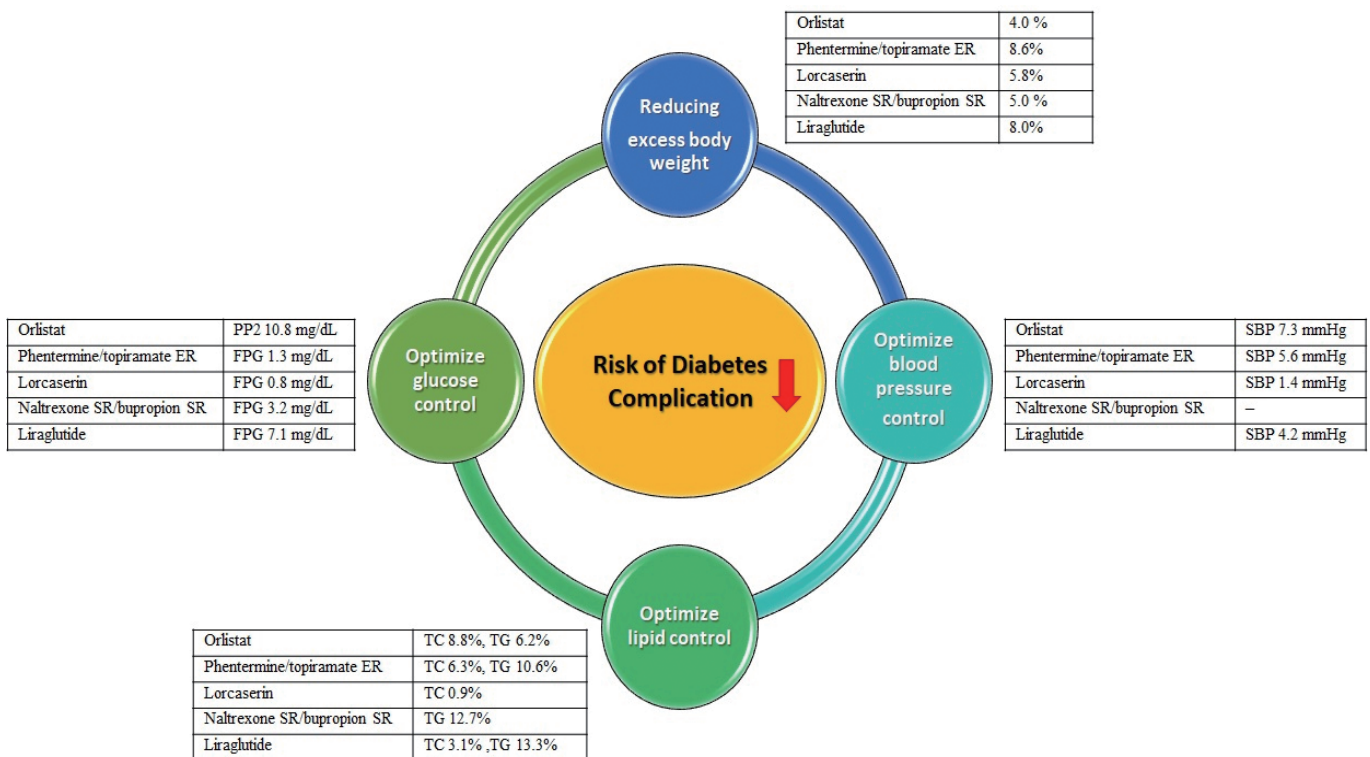 Orlistat 4.0 %
Phentermine/topiramate ER 8.6%
Lorcaserin 5.8%
Naltrexone SR/bupropion SR 5.0 %
Liraglutide 8.0%
Reducing
excess body
weight
Orlistat PP2 10.8 mg/dL
Phentermine/topiramate ER FPG 1.3 mg/dL
Lorcaserin FPG 0.8 mg/dL
Naltrexone SR/bupropion SR FPG 3.2 mg/dL
Liraglutide FPG 7.1 mg/dL
Optimize
glucose
control
Risk of Diabetes
Complication
Optimize
blood
pressure
control
Orlistat SBP 7.3 mmHg
Phentermine/topiramate ER SBP 5.6 mmHg
Lorcaserin SBP 1.4 mmHg
Naltrexone SR/bupropion SR –
Liraglutide SBP 4.2 mmHg
Optimize
lipid control
Orlistat TC 8.8%, TG 6.2%
Phentermine/topiramate ER TC 6.3%, TG 10.6%
Lorcaserin TC 0.9%
Naltrexone SR/bupropion SR TG 12.7%
Liraglutide TC 3.1% ,TG 13.3%